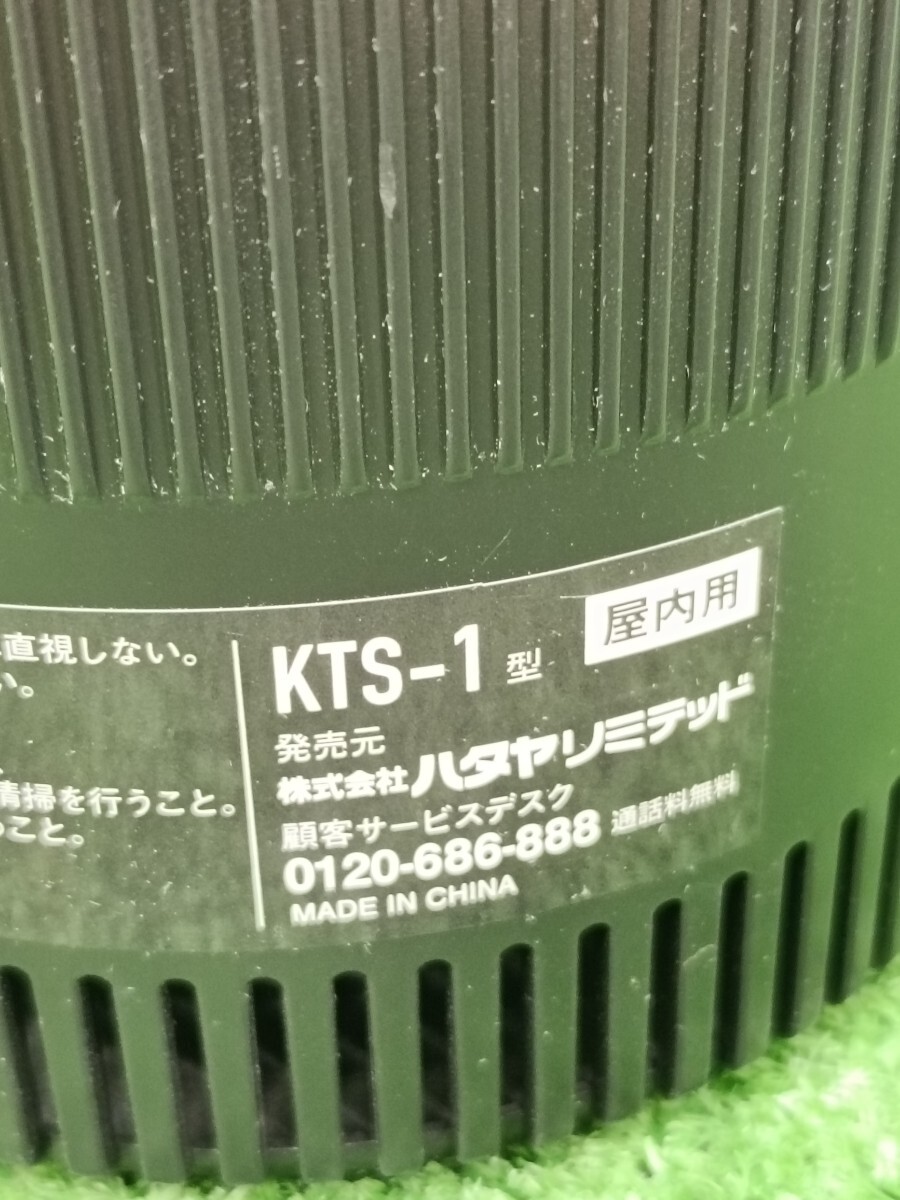 直視しない。
い。
清掃を行うこと。
うこと。
KTS-1型
屋内用
発売元
株式会社ハタヤリミテッド
顧客サービスデスク
0120-686-888 通話料無料
MADE IN CHINA